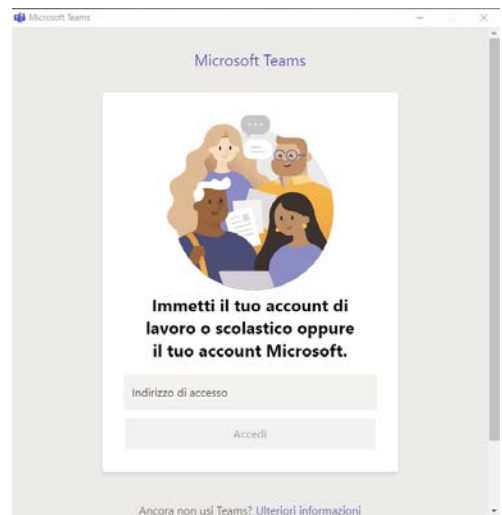 Microsoft Teams
Microsoft Teams
Immetti il tuo account di
lavoro o scolastico oppure
il tuo account Microsoft.
Indirizzo di accesso
Accedi
Ancora non usi Teams? Ulteriori informazioni